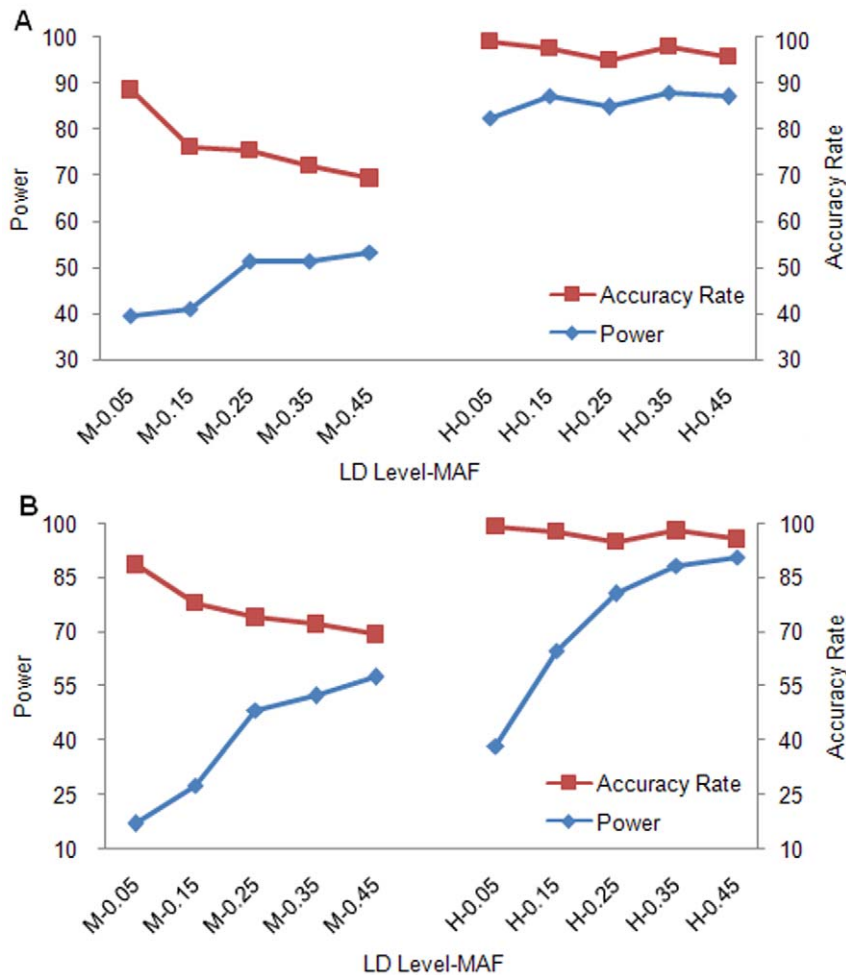 A
100
90
80
70
60
50
40
30
Power
100
90
80
70
60
50
40
30
Accuracy Rate
Accuracy Rate
Power
M-0.05
M-0.15
M-0.25
M-0.35
M-0.45
H-0.05
H-0.15
H-0.25
H-0.35
H-0.45
LD Level-MAF
B
100
85
70
55
40
25
10
Power
100
85
70
55
40
25
10
Accuracy Rate
Accuracy Rate
Power
M-0.05
M-0.15
M-0.25
M-0.35
M-0.45
H-0.05
H-0.15
H-0.25
H-0.35
H-0.45
LD Level-MAF